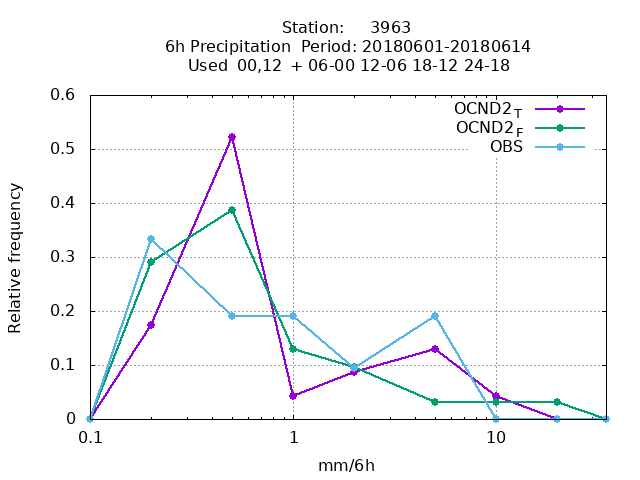 Station:     3963
6h Precipitation  Period: 20180601-20180614
Used  00,12  + 06-00 12-06 18-12 24-18
OCND2T
OCND2F
OBS
0.6
0.5
0.4
0.3
0.2
0.1
0
Relative frequency
0.1
1
10
mm/6h